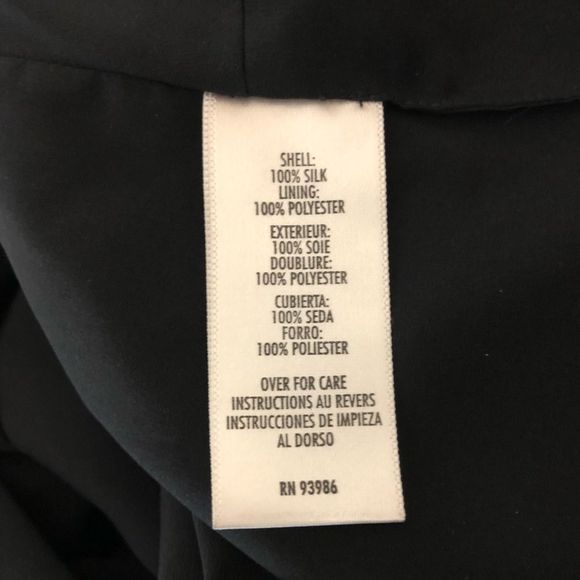 SHELL:
100% SILK
LINING:
100% POLYESTER
EXTERIEUR:
100% SOIE
DOUBLURE:
100% POLYESTER
CUBIERTA:
100% SEDA
FORRO:
100% POLIESTER
OVER FOR CARE
INSTRUCTIONS AU REVERS
INSTRUCCIONES DE IMPIEZA
AL DORSO
RN 93986